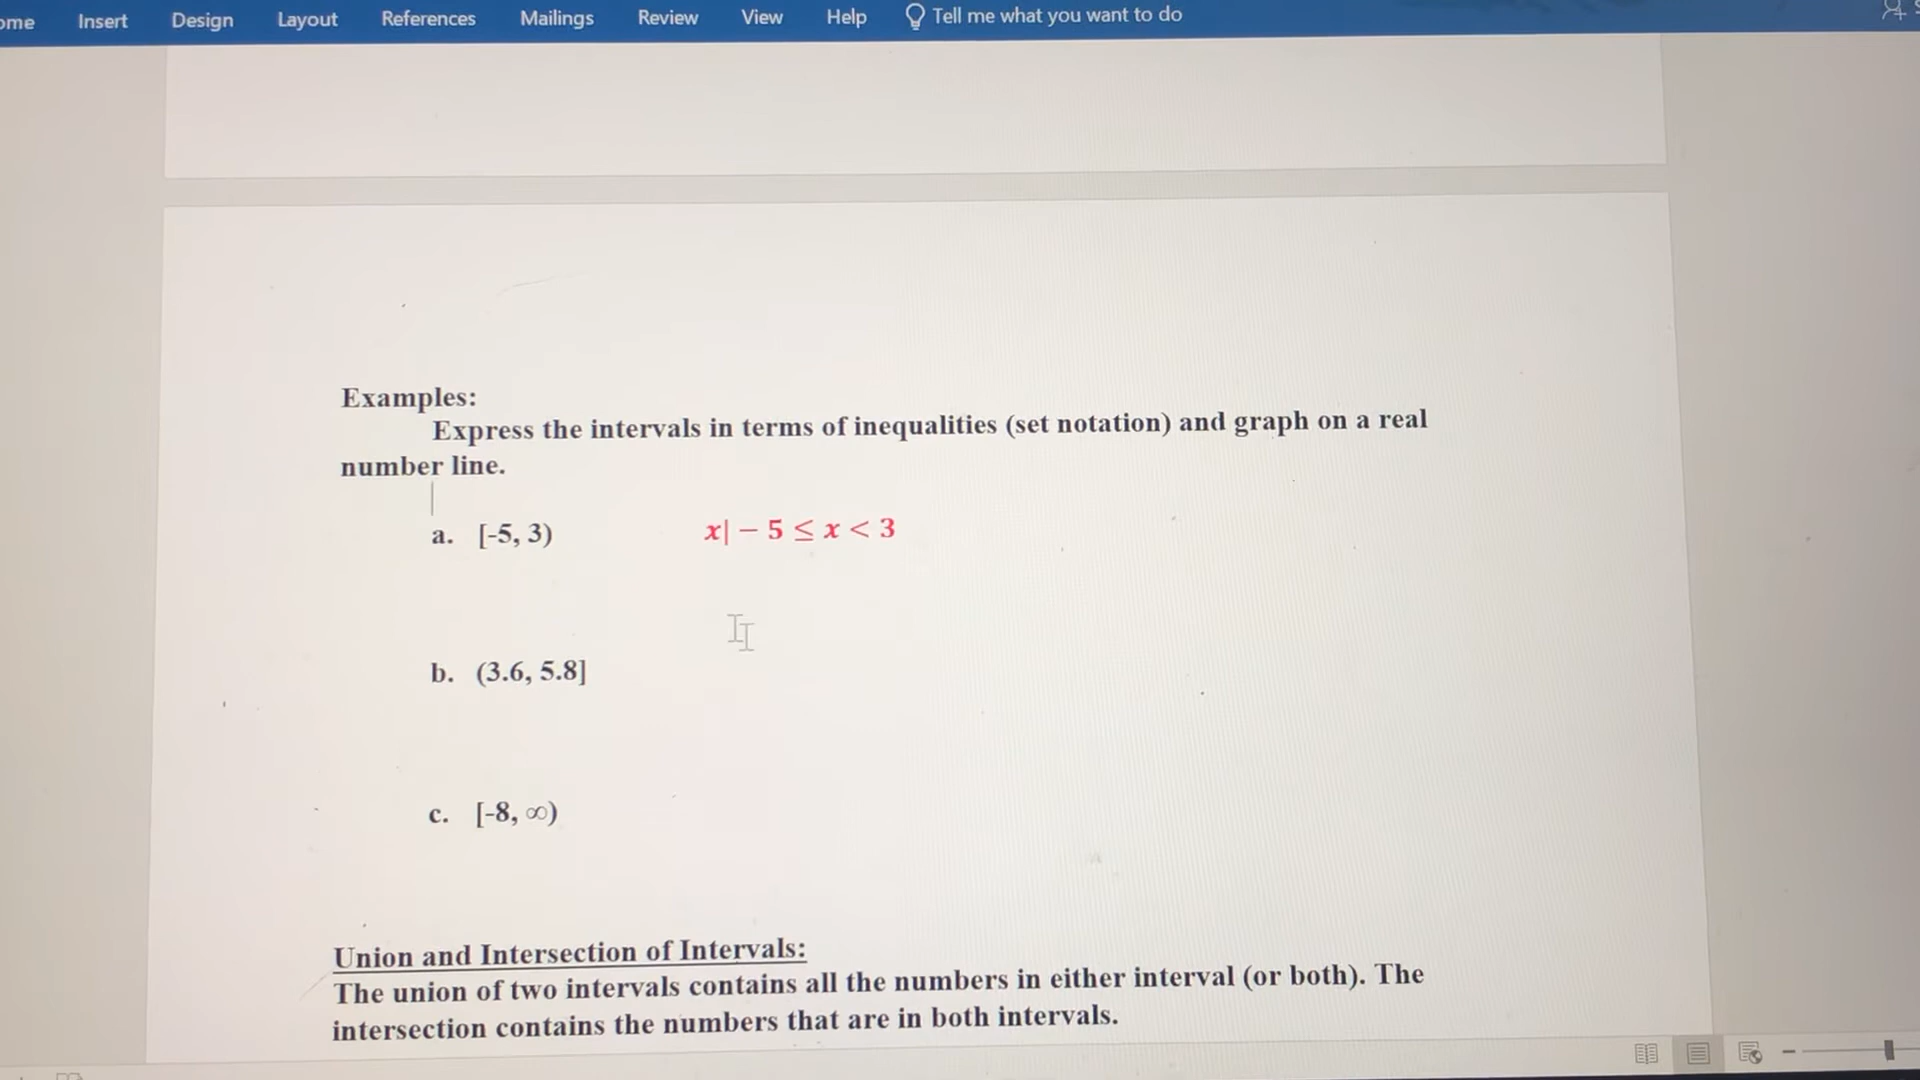 Insert Design Layout References Mailings Review View Help Tell me what you want to do
Examples:
Express the intervals in terms of inequalities (set notation) and graph on a real
number line.
a. [-5, 3) x| − 5 ≤ x < 3
b. (3.6, 5.8]
c. [-8, ∞)
Union and Intersection of Intervals:
The union of two intervals contains all the numbers in either interval (or both). The
intersection contains the numbers that are in both intervals.